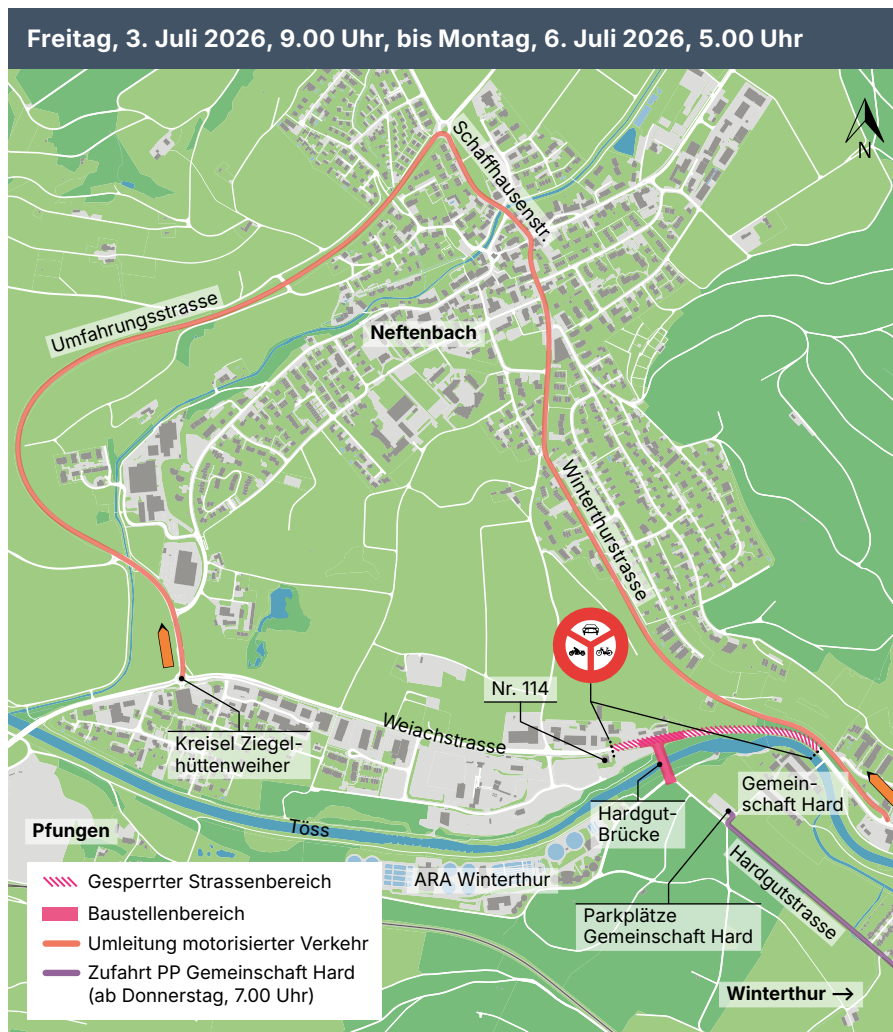 Freitag, 3. Juli 2026, 9.00 Uhr, bis Montag, 6. Juli 2026, 5.00 Uhr
N
Schaffhausenstr.
Umfahrungsstrasse
Neftenbach
Winterthurstrasse
Nr. 114
Weiachstrasse
Kreisel Ziegel-
hüttenweiher
Gemein-
schaft Hard
Hardgut-
Brücke
Pfungen
Töss
Hardgutstrasse
ARA Winterthur
Parkplätze
Gemeinschaft Hard
Gesperrter Strassenbereich
Baustellenbereich
Umleitung motorisierter Verkehr
Zufahrt PP Gemeinschaft Hard
(ab Donnerstag, 7.00 Uhr)
Winterthur →